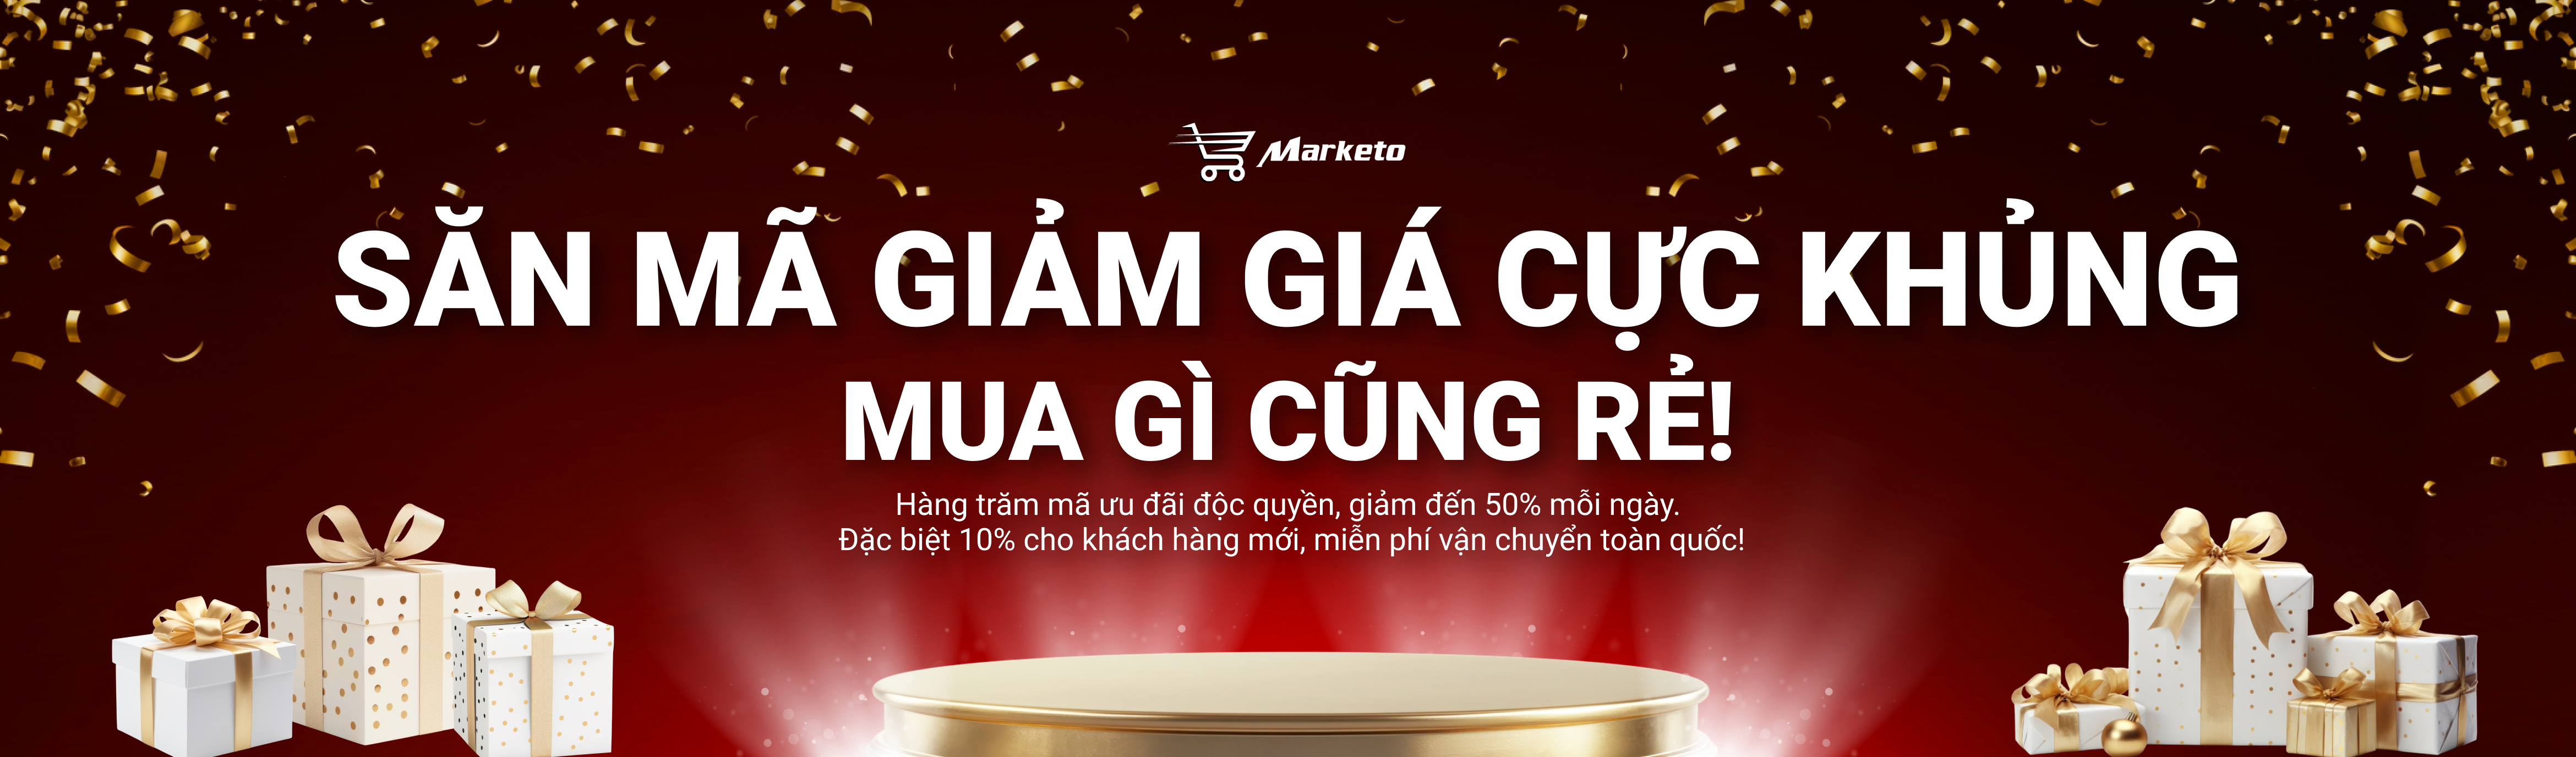 Marketo
SĂN MÃ GIẢM GIÁ CỰC KHỦNG
MUA GÌ CŨNG RẺ!
Hàng trăm mã ưu đãi độc quyền, giảm đến 50% mỗi ngày.
Đặc biệt 10% cho khách hàng mới, miễn phí vận chuyển toàn quốc!